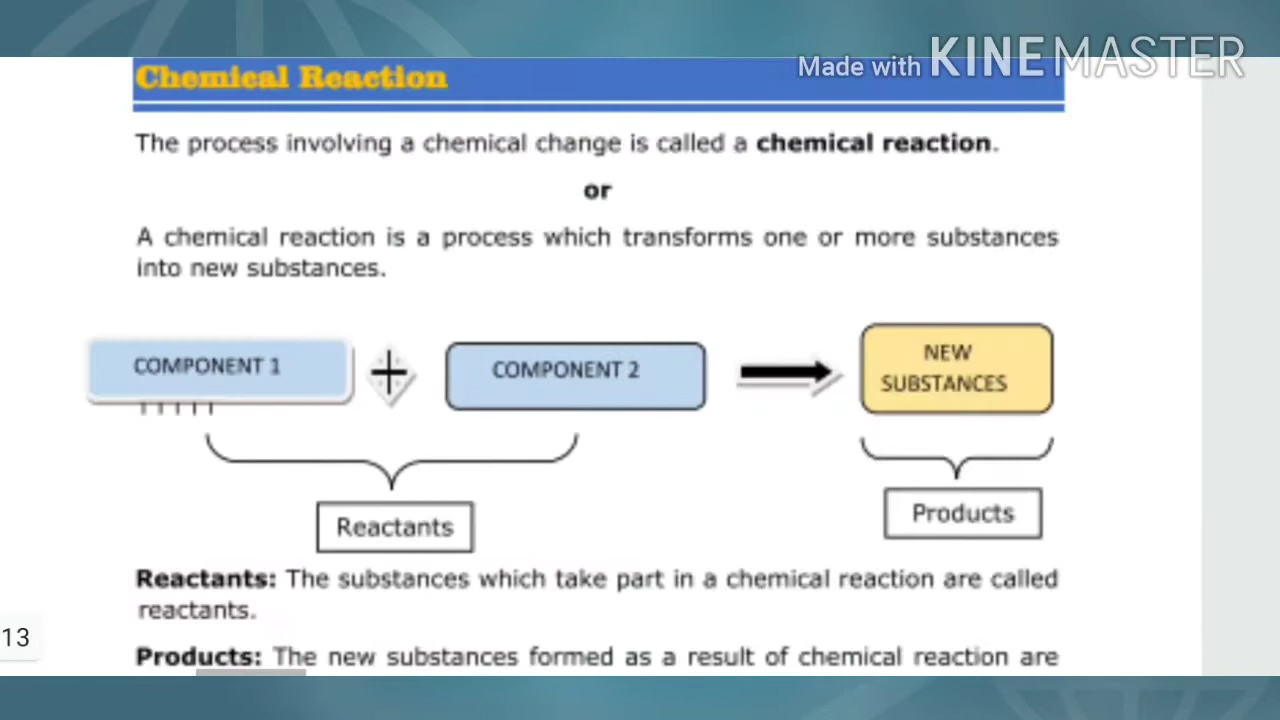 Made with KINEMASTER
Chemical Reaction
The process involving a chemical change is called a chemical reaction.
or
A chemical reaction is a process which transforms one or more substances
into new substances.
COMPONENT 1
+
COMPONENT 2
NEW
SUBSTANCES
Reactants
Products
Reactants: The substances which take part in a chemical reaction are called
reactants.
13
Products: The new substances formed as a result of chemical reaction are